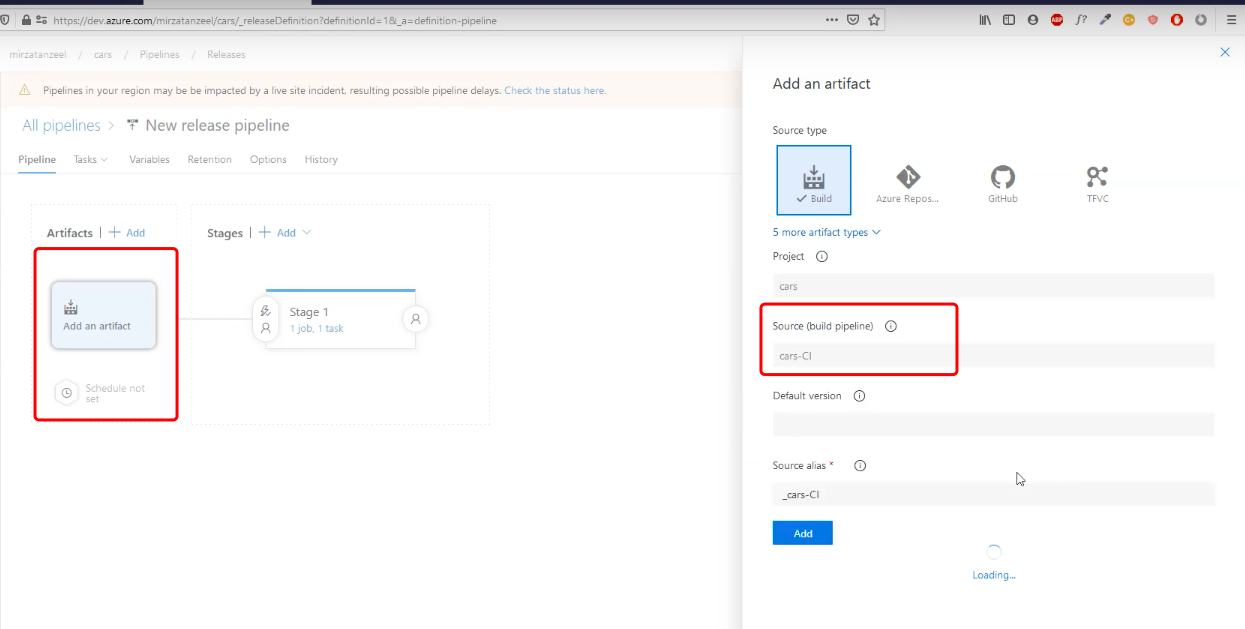 https://dev.azure.com/mirzatanzeel/cars/_releaseDefinition?definitionId=1&_a=definition-pipeline
ABP
f?
mirzatanzeel / cars / Pipelines / Releases
Pipelines in your region may be be impacted by a live site incident, resulting possible pipeline delays. Check the status here.
All pipelines > New release pipeline
Pipeline Tasks Variables Retention Options History
Artifacts | + Add
Stages | + Add
Add an artifact
Schedule not
set
Stage 1
1 job, 1 task
Add an artifact
Source type
Build
Azure Repos...
GitHub
TFVC
5 more artifact types
Project
cars
Source (build pipeline)
cars-CI
Default version
Source alias *
_cars-CI
Add
Loading...